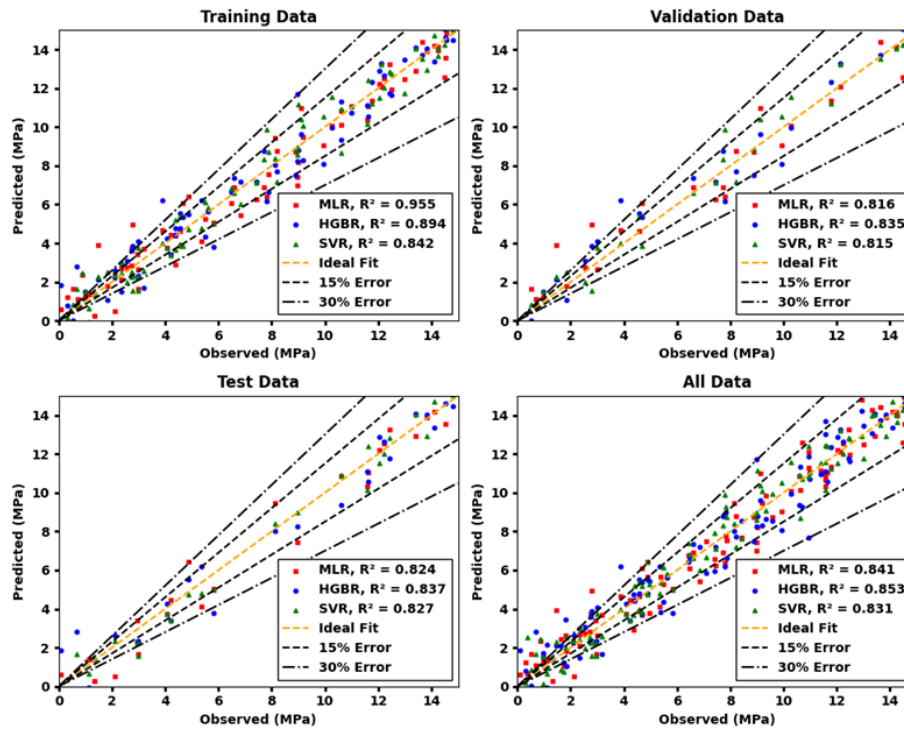 Training Data
14
12
10
8
6
4
2
0
Predicted (MPa)
MLR, R² = 0.955
HGBR, R² = 0.894
SVR, R² = 0.842
Ideal Fit
15% Error
30% Error
0 2 4 6 8 10 12 14
Observed (MPa)
Validation Data
14
12
10
8
6
4
2
0
Predicted (MPa)
MLR, R² = 0.816
HGBR, R² = 0.835
SVR, R² = 0.815
Ideal Fit
15% Error
30% Error
0 2 4 6 8 10 12 14
Observed (MPa)
Test Data
14
12
10
8
6
4
2
0
Predicted (MPa)
MLR, R² = 0.824
HGBR, R² = 0.837
SVR, R² = 0.827
Ideal Fit
15% Error
30% Error
0 2 4 6 8 10 12 14
Observed (MPa)
All Data
14
12
10
8
6
4
2
0
Predicted (MPa)
MLR, R² = 0.841
HGBR, R² = 0.853
SVR, R² = 0.831
Ideal Fit
15% Error
30% Error
0 2 4 6 8 10 12 14
Observed (MPa)